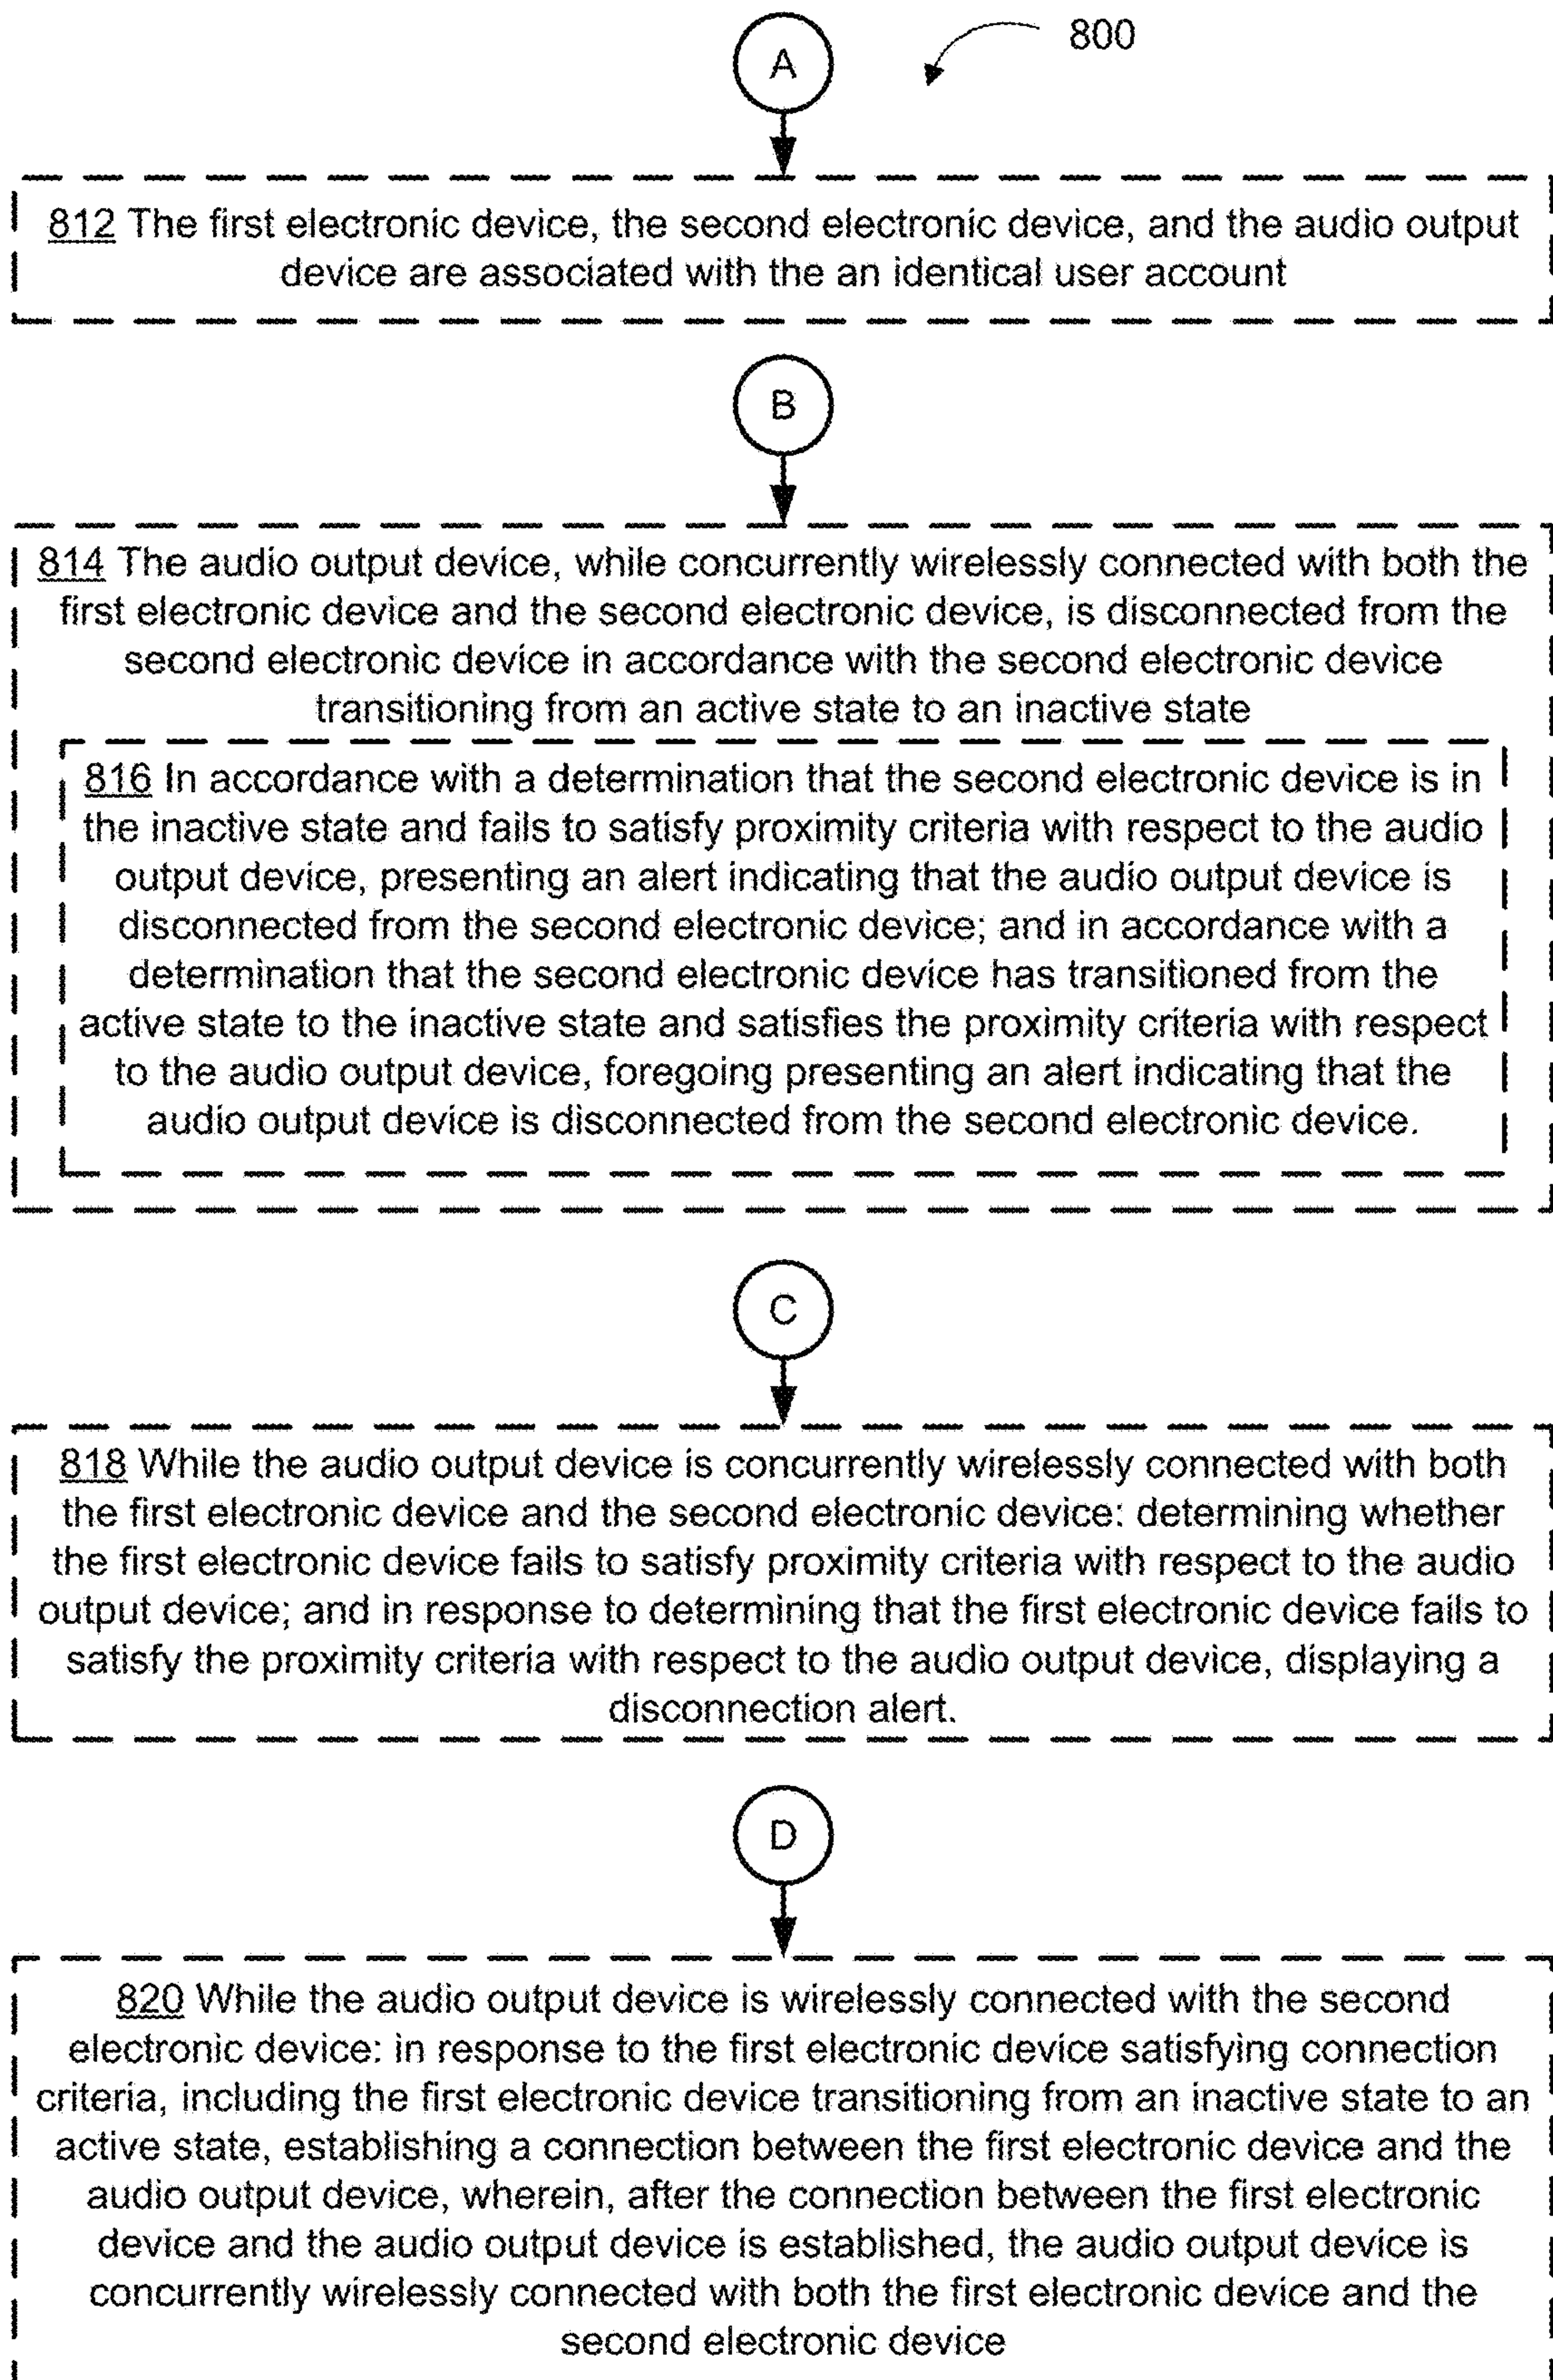 A
800
812 The first electronic device, the second electronic device, and the audio output
device are associated with the an identical user account
B
814 The audio output device, while concurrently wirelessly connected with both the
first electronic device and the second electronic device, is disconnected from the
second electronic device in accordance with the second electronic device
transitioning from an active state to an inactive state
816 In accordance with a determination that the second electronic device is in
the inactive state and fails to satisfy proximity criteria with respect to the audio
output device, presenting an alert indicating that the audio output device is
disconnected from the second electronic device; and in accordance with a
determination that the second electronic device has transitioned from the
active state to the inactive state and satisfies the proximity criteria with respect
to the audio output device, foregoing presenting an alert indicating that the
audio output device is disconnected from the second electronic device.
C
818 While the audio output device is concurrently wirelessly connected with both
the first electronic device and the second electronic device: determining whether
the first electronic device fails to satisfy proximity criteria with respect to the audio
output device; and in response to determining that the first electronic device fails to
satisfy the proximity criteria with respect to the audio output device, displaying a
disconnection alert.
D
820 While the audio output device is wirelessly connected with the second
electronic device: in response to the first electronic device satisfying connection
criteria, including the first electronic device transitioning from an inactive state to an
active state, establishing a connection between the first electronic device and the
audio output device, wherein, after the connection between the first electronic
device and the audio output device is established, the audio output device is
concurrently wirelessly connected with both the first electronic device and the
second electronic device